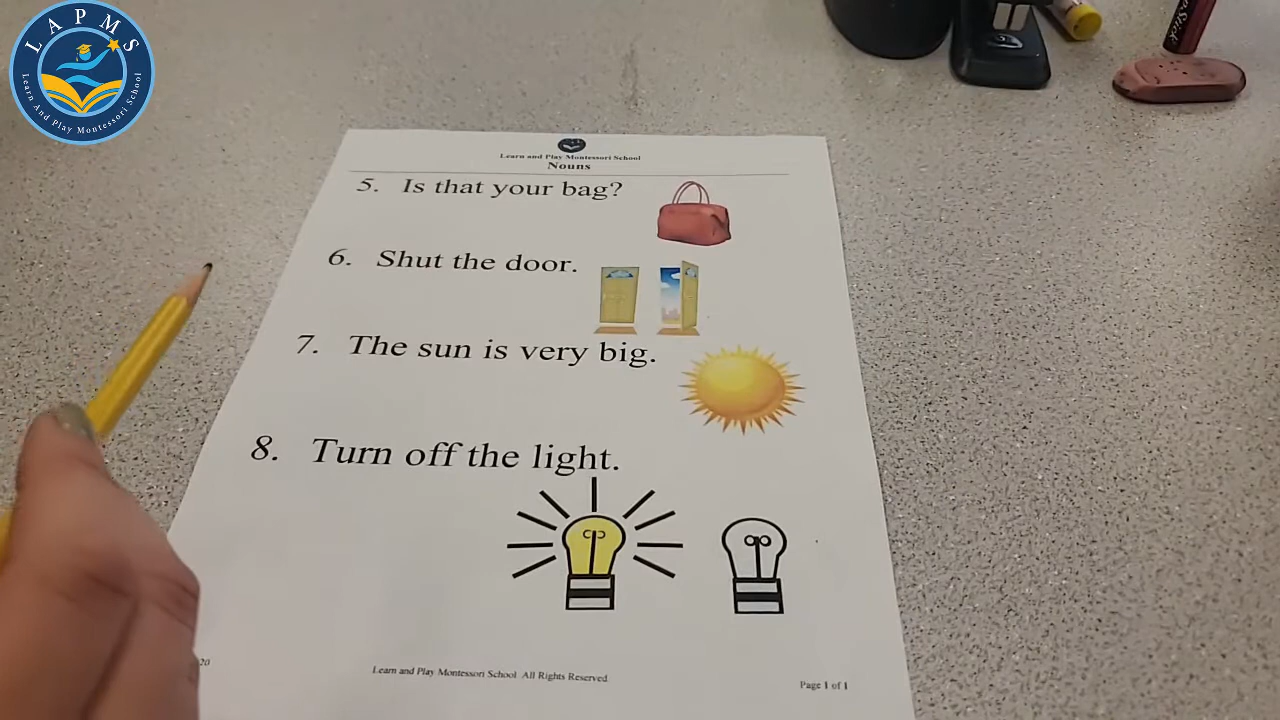 LAPMS
Learn And Play Montessori School
Learn and Play Montessori School
Nouns
5. Is that your bag?
6. Shut the door.
7. The sun is very big.
8. Turn off the light.
20
Learn and Play Montessori School All Rights Reserved
Page 1 of 1